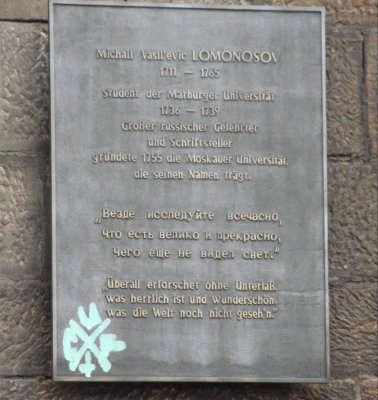 Michail Vasil'evic LOMONOSOV
1711 — 1765
Student der Marburger Universität
1736 — 1739
Großer russischer Gelehrter
und Schriftsteller
gründete 1755 die Moskauer Universität,
die seinen Namen trägt.
„Везде исследуйте всечасно,
Что есть велико и прекрасно,
Чего еще не видел свет.“
„Überall erforschet ohne Unterlaß,
was herrlich ist und wunderschön,
was die Welt noch nicht geseh'n.“